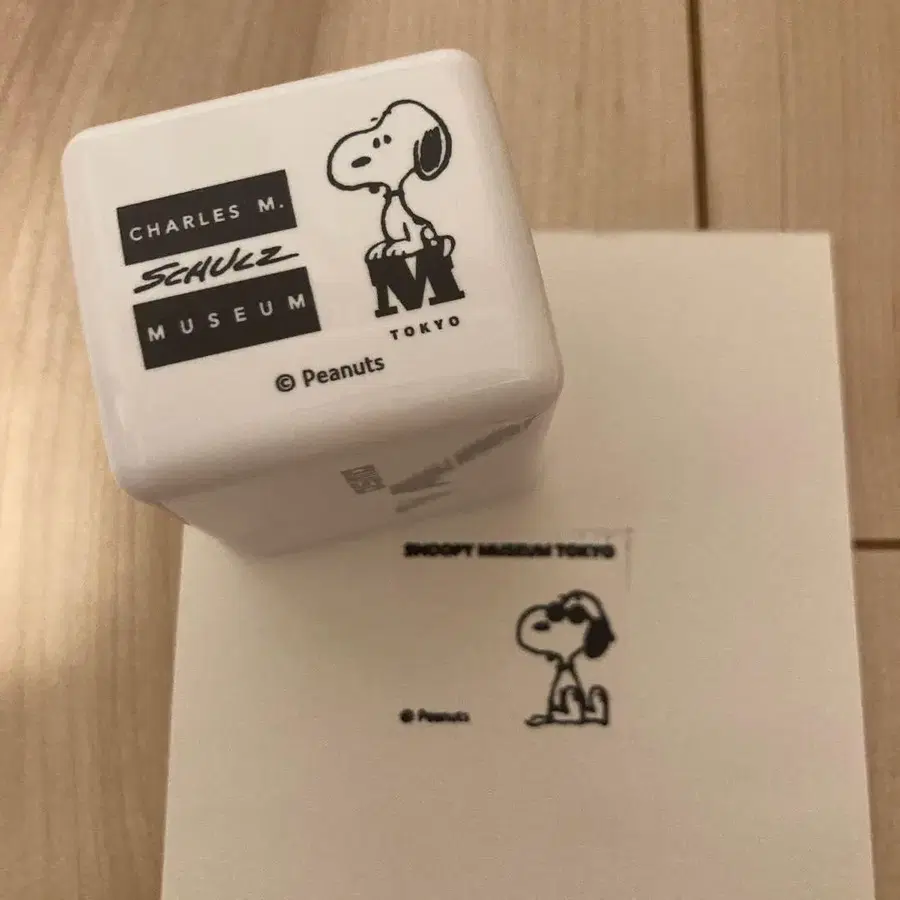 CHARLES M.
SCHULZ
MUSEUM
M
TOKYO
© Peanuts
SNOOPY MUSEUM TOKYO
© Peanuts